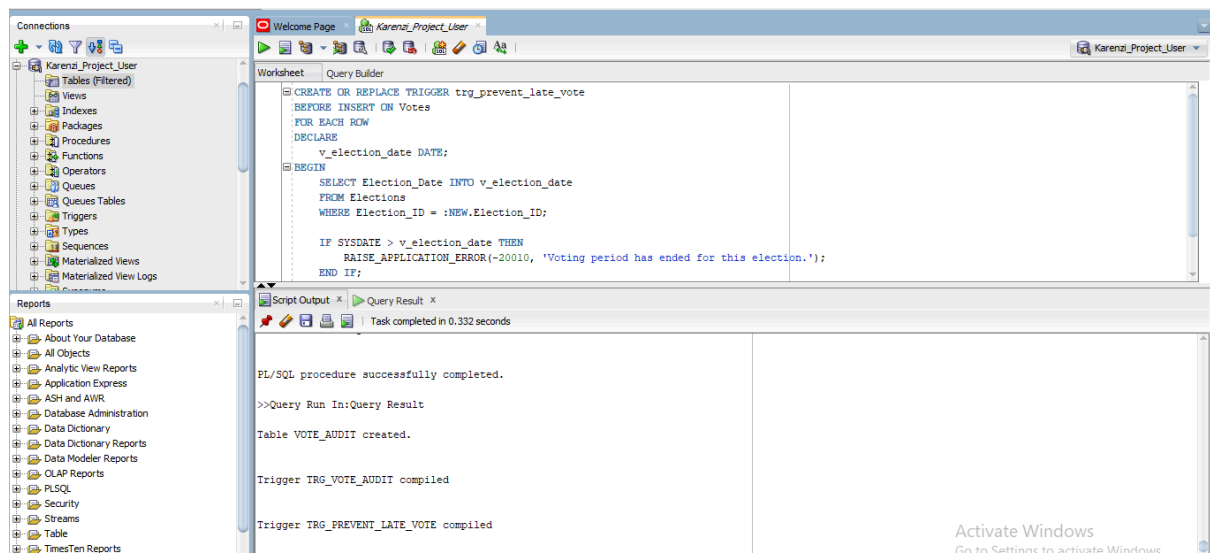 Connections
Welcome Page
Karenzi_Project_User
Karenzi_Project_User
Karenzi_Project_User
Tables (Filtered)
Views
Indexes
Packages
Procedures
Functions
Operators
Queues
Queues Tables
Triggers
Types
Sequences
Materialized Views
Materialized View Logs
Worksheet Query Builder
CREATE OR REPLACE TRIGGER trg_prevent_late_vote
BEFORE INSERT ON Votes
FOR EACH ROW
DECLARE
v_election_date DATE;
BEGIN
SELECT Election_Date INTO v_election_date
FROM Elections
WHERE Election_ID = :NEW.Election_ID;
IF SYSDATE > v_election_date THEN
RAISE_APPLICATION_ERROR(-20010, 'Voting period has ended for this election.');
END IF;
Reports
All Reports
About Your Database
All Objects
Analytic View Reports
Application Express
ASH and AWR
Database Administration
Data Dictionary
Data Dictionary Reports
Data Modeler Reports
OLAP Reports
PLSQL
Security
Streams
Table
TimesTen Reports
Script Output x Query Result x
Task completed in 0.332 seconds
PL/SQL procedure successfully completed.
>>Query Run In:Query Result
Table VOTE_AUDIT created.
Trigger TRG_VOTE_AUDIT compiled
Trigger TRG_PREVENT_LATE_VOTE compiled
Activate Windows
Go to Settings to activate Windows.